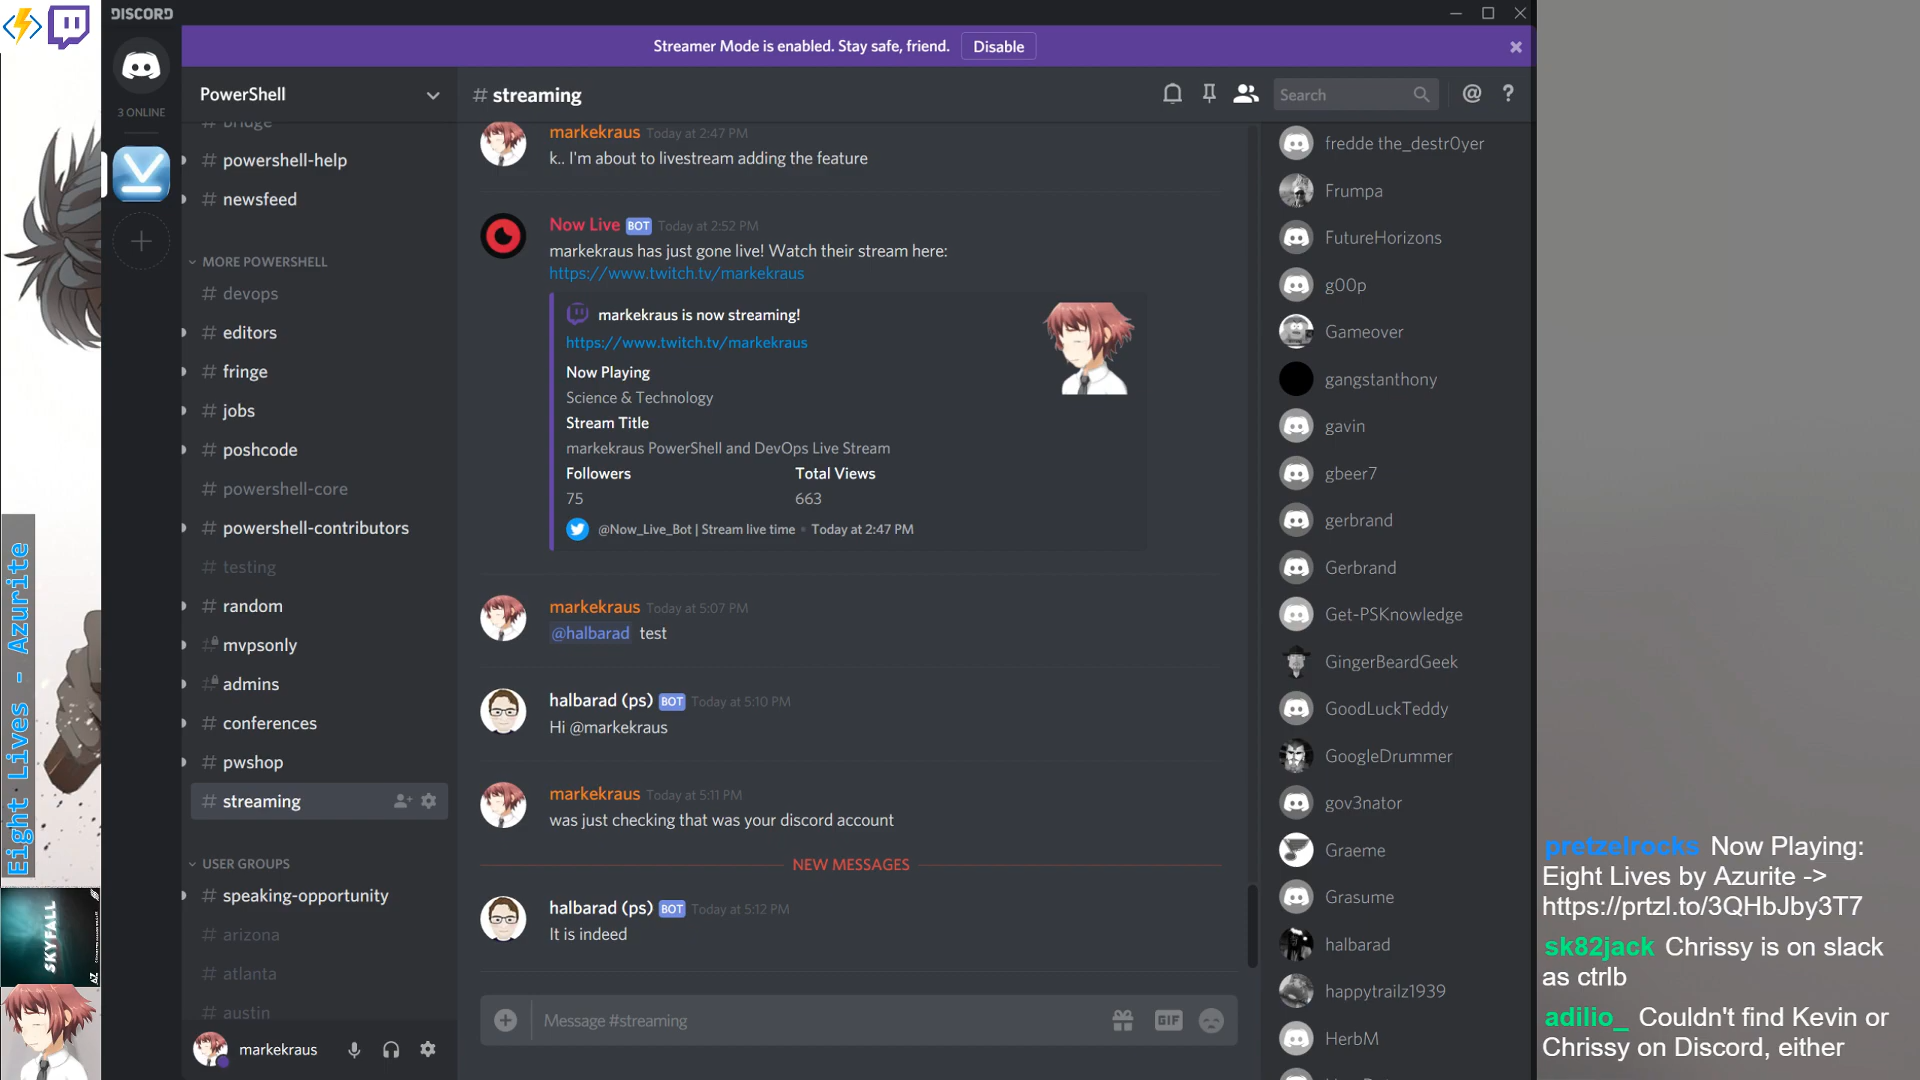 DISCORD
Streamer Mode is enabled. Stay safe, friend.
Disable
3 ONLINE
PowerShell
bridge
# powershell-help
# newsfeed
MORE POWERSHELL
# devops
# editors
# fringe
# jobs
# poshcode
# powershell-core
# powershell-contributors
# testing
# random
# mvpsonly
# admins
# conferences
# pwshop
# streaming
USER GROUPS
# speaking-opportunity
# arizona
# atlanta
# austin
markekraus
# streaming
Search
@
?
markekraus Today at 2:47 PM
k.. I'm about to livestream adding the feature
Now Live BOT Today at 2:52 PM
markekraus has just gone live! Watch their stream here:
https://www.twitch.tv/markekraus
markekraus is now streaming!
https://www.twitch.tv/markekraus
Now Playing
Science & Technology
Stream Title
markekraus PowerShell and DevOps Live Stream
Followers Total Views
75 663
@Now_Live_Bot | Stream live time • Today at 2:47 PM
markekraus Today at 5:07 PM
@halbarad test
halbarad (ps) BOT Today at 5:10 PM
Hi @markekraus
markekraus Today at 5:11 PM
was just checking that was your discord account
NEW MESSAGES
halbarad (ps) BOT Today at 5:12 PM
It is indeed
Message #streaming
GIF
fredde the_destr0yer
Frumpa
FutureHorizons
g00p
Gameover
gangstanthony
gavin
gbeer7
gerbrand
Gerbrand
Get-PSKnowledge
GingerBeardGeek
GoodLuckTeddy
GoogleDrummer
gov3nator
Graeme
Grasume
halbarad
happytrailz1939
HerbM
Eight Lives - Azurite
SKYFALL
AZ
pretzelrocks Now Playing:
Eight Lives by Azurite ->
https://prtzl.to/3QHbJby3T7
sk82jack Chrissy is on slack
as ctrlb
adilio_ Couldn't find Kevin or
Chrissy on Discord, either